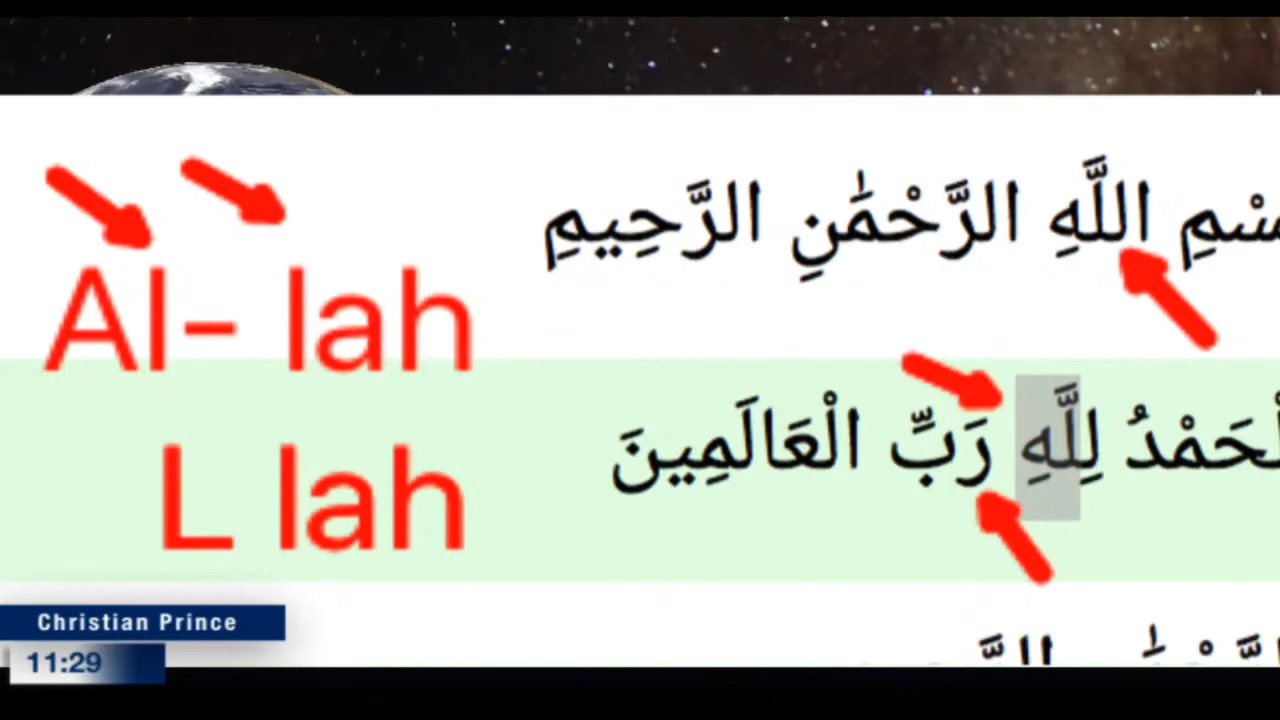 سْمِ اللَّهِ الرَّحْمَٰنِ الرَّحِيمِ
Al- lah
لْحَمْدُ لِلَّهِ رَبِّ الْعَالَمِينَ
L lah
Christian Prince
11:29